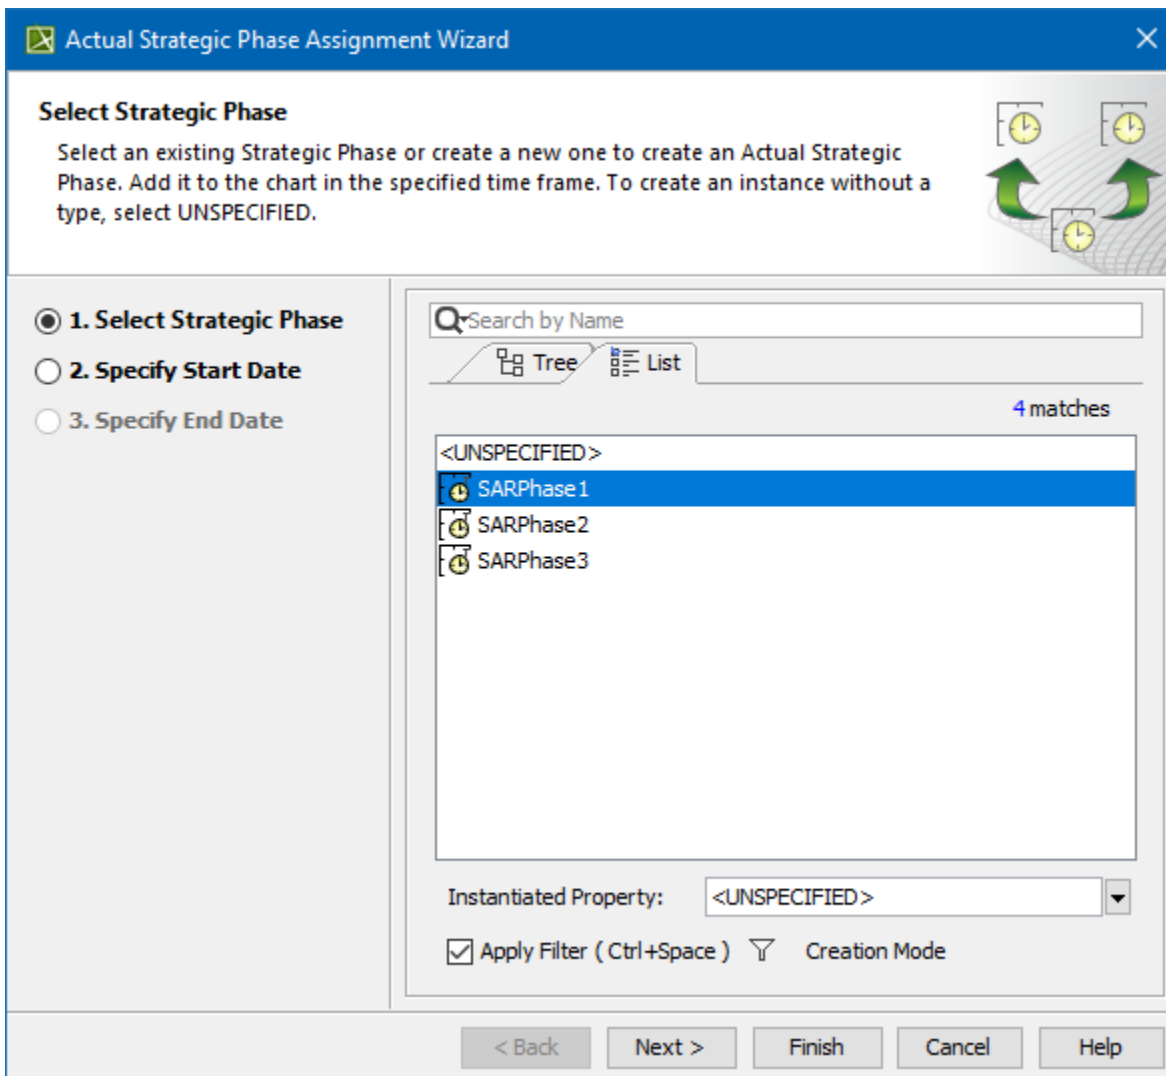 Actual Strategic Phase Assignment Wizard
Select Strategic Phase
Select an existing Strategic Phase or create a new one to create an Actual Strategic
Phase. Add it to the chart in the specified time frame. To create an instance without a
type, select UNSPECIFIED.
1. Select Strategic Phase
2. Specify Start Date
3. Specify End Date
Search by Name
Tree List
4 matches
<UNSPECIFIED>
SARPhase1
SARPhase2
SARPhase3
Instantiated Property: <UNSPECIFIED>
Apply Filter ( Ctrl+Space ) Creation Mode
< Back Next > Finish Cancel Help